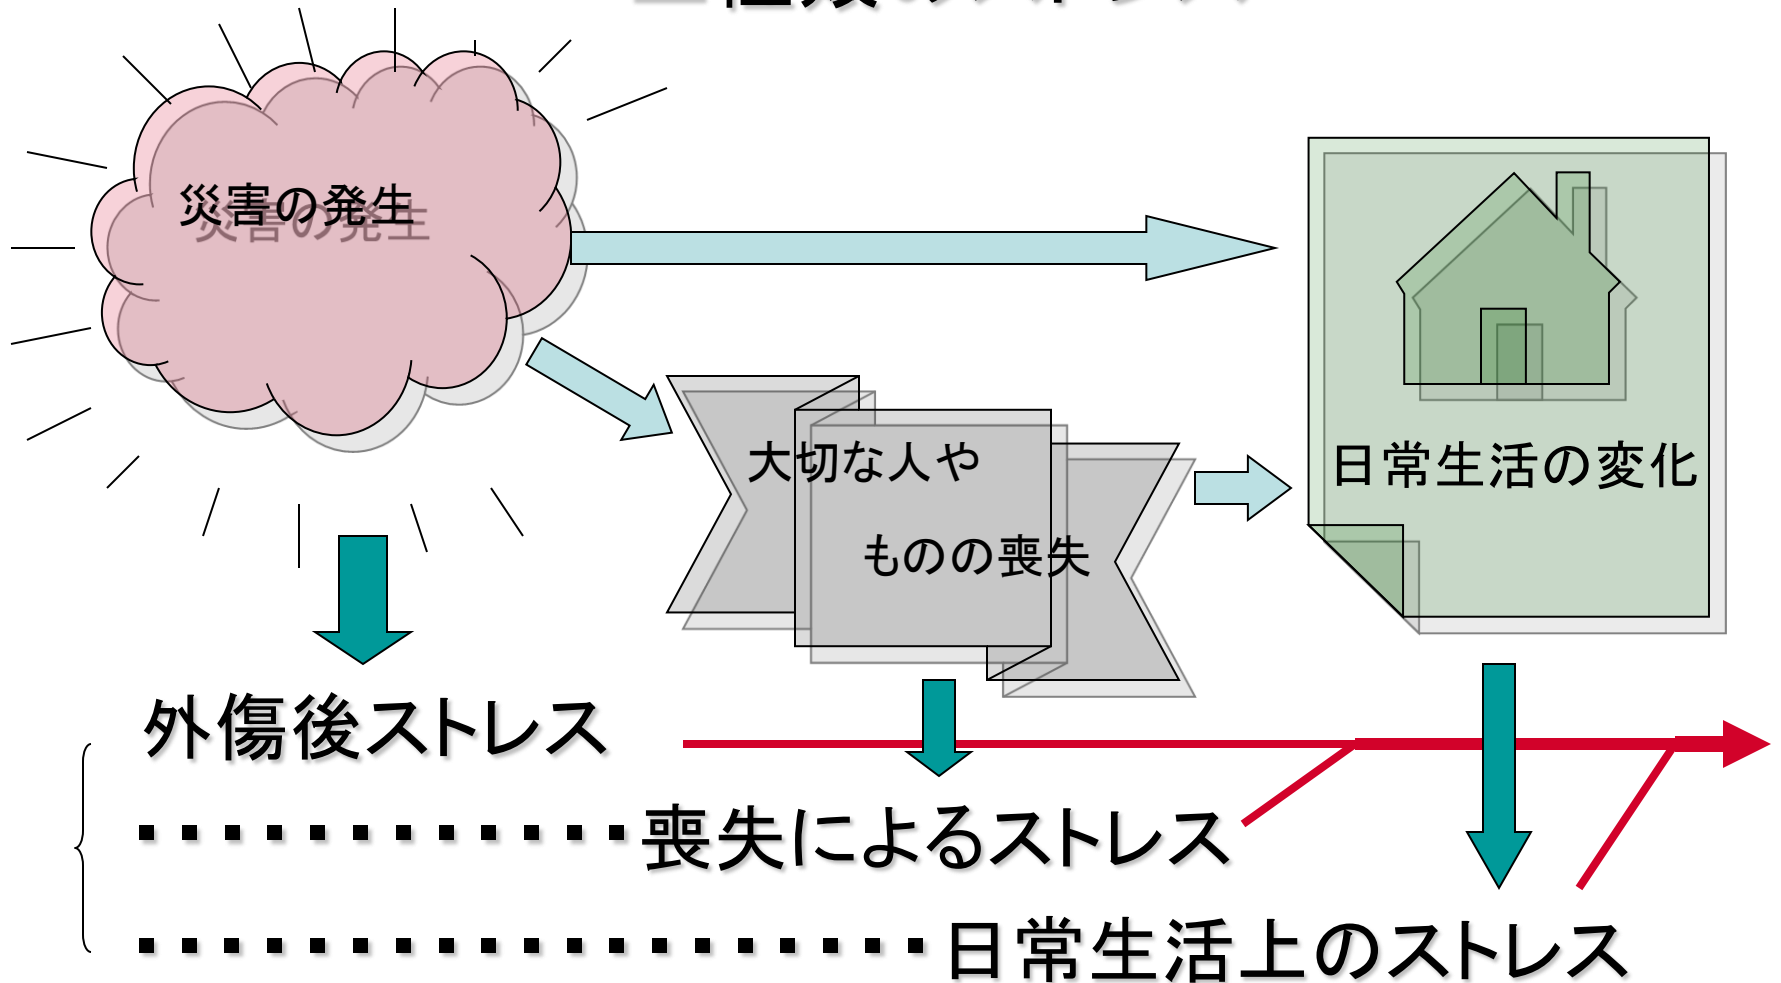 災害の発生
大切な人や
ものの喪失
日常生活の変化
外傷後ストレス
喪失によるストレス
日常生活上のストレス